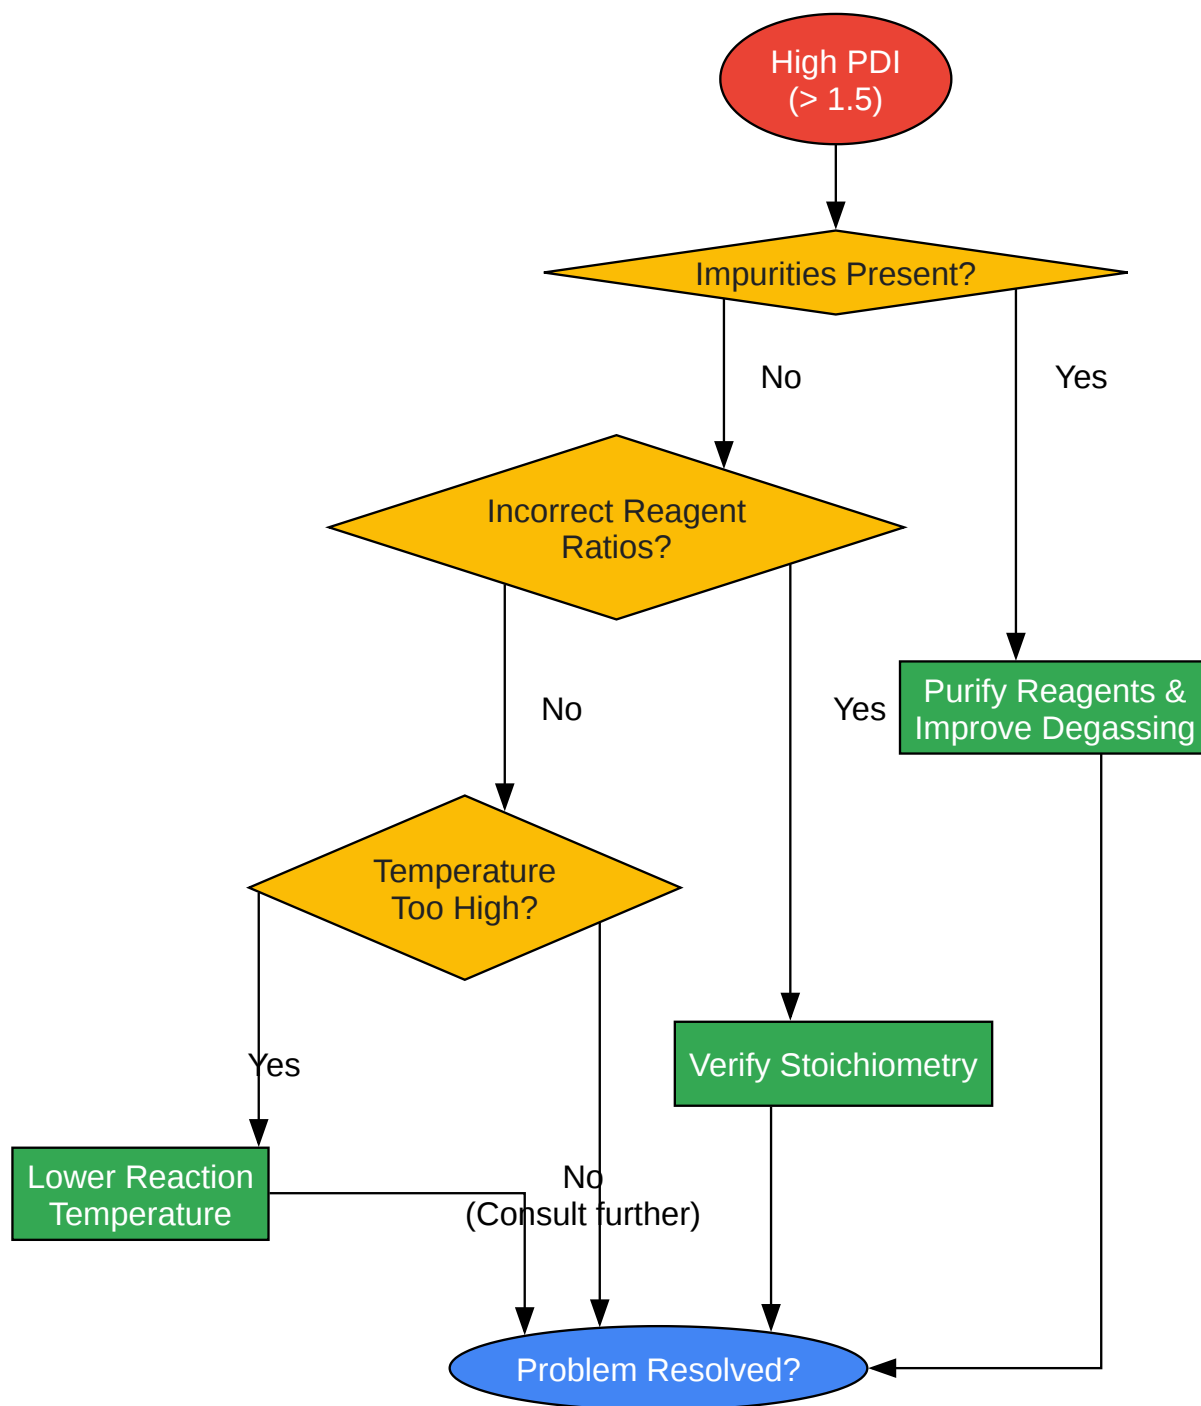 High PDI
(> 1.5)
Impurities Present?
No
Yes
Incorrect Reagent
Ratios?
No
Yes
Purify Reagents &
Improve Degassing
Temperature
Too High?
Yes
Verify Stoichiometry
Lower Reaction
Temperature
No
(Consult further)
Problem Resolved?